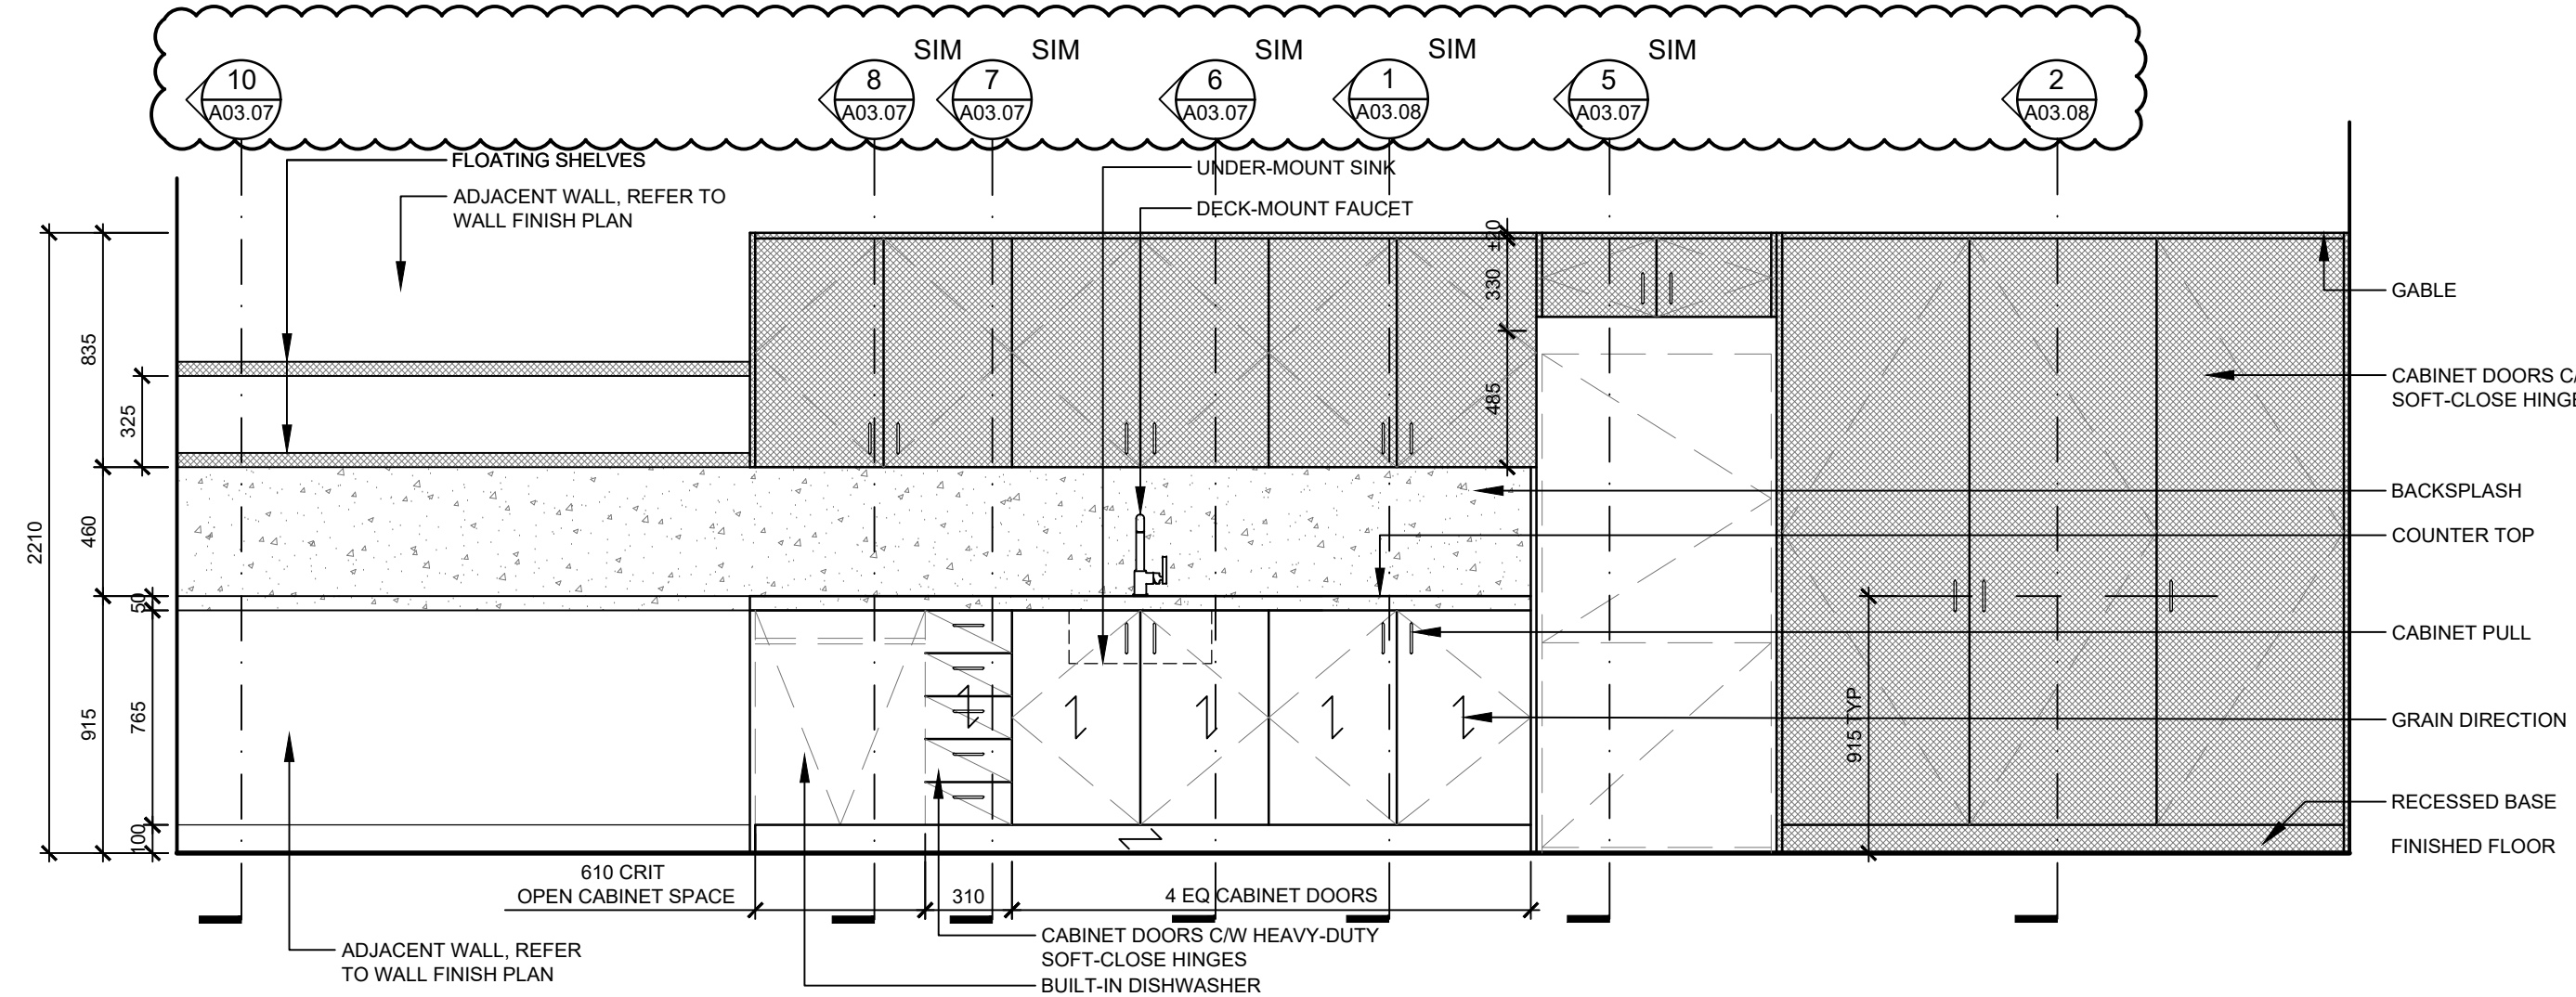 SIM SIM SIM SIM SIM
10 8 7 6 1 5 2
A03.07 A03.07 A03.07 A03.07 A03.08 A03.07 A03.08
FLOATING SHELVES
ADJACENT WALL, REFER TO
WALL FINISH PLAN
UNDER-MOUNT SINK
DECK-MOUNT FAUCET
±20
330
485
GABLE
CABINET DOORS
SOFT-CLOSE
BACKSPLASH
COUNTER TOP
CABINET PULL
GRAIN DIRECTION
RECESSED BASE
FINISHED FLOOR
2210
835
325
460
50
915
765
100
915 TYP
610 CRIT
OPEN CABINET SPACE
310
4 EQ CABINET DOORS
CABINET DOORS C/W HEAVY-DUTY
SOFT-CLOSE HINGES
BUILT-IN DISHWASHER
ADJACENT WALL, REFER
TO WALL FINISH PLAN